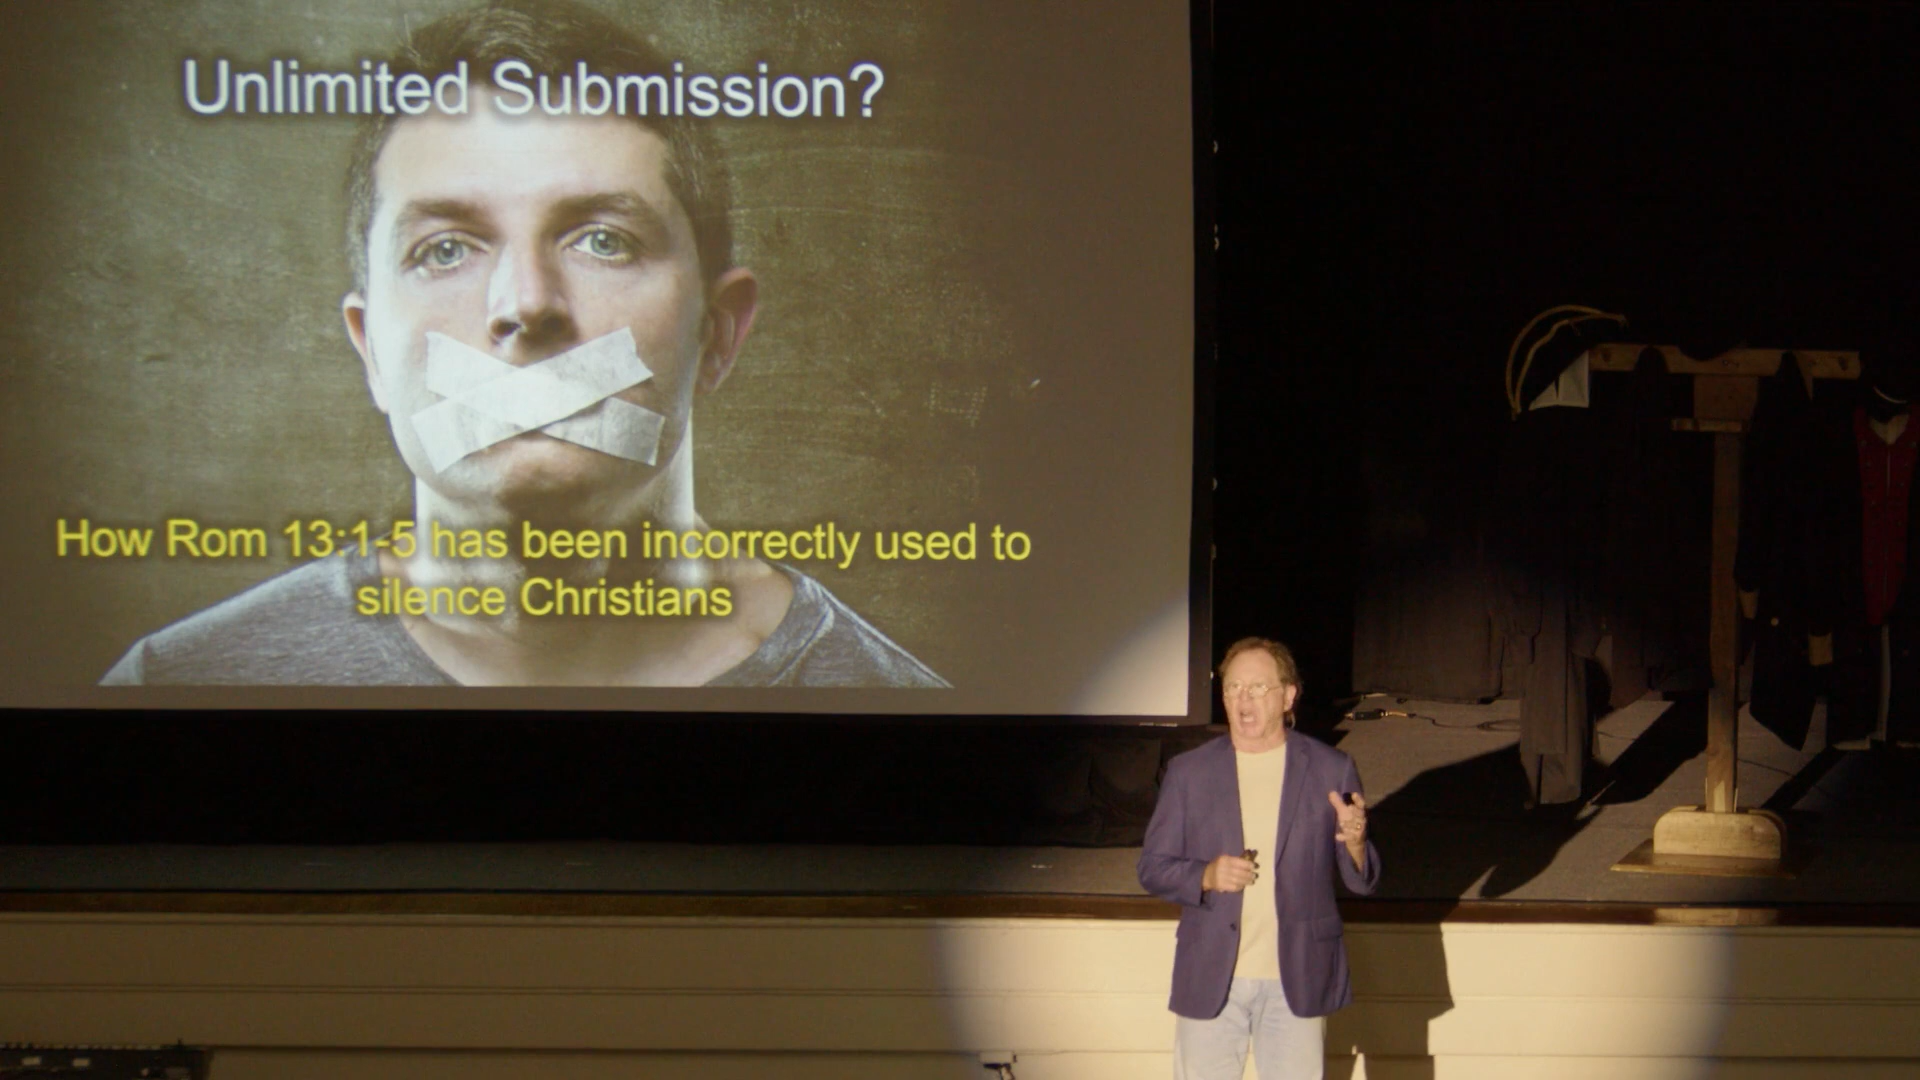 Unlimited Submission?
How Rom 13:1-5 has been incorrectly used to
silence Christians